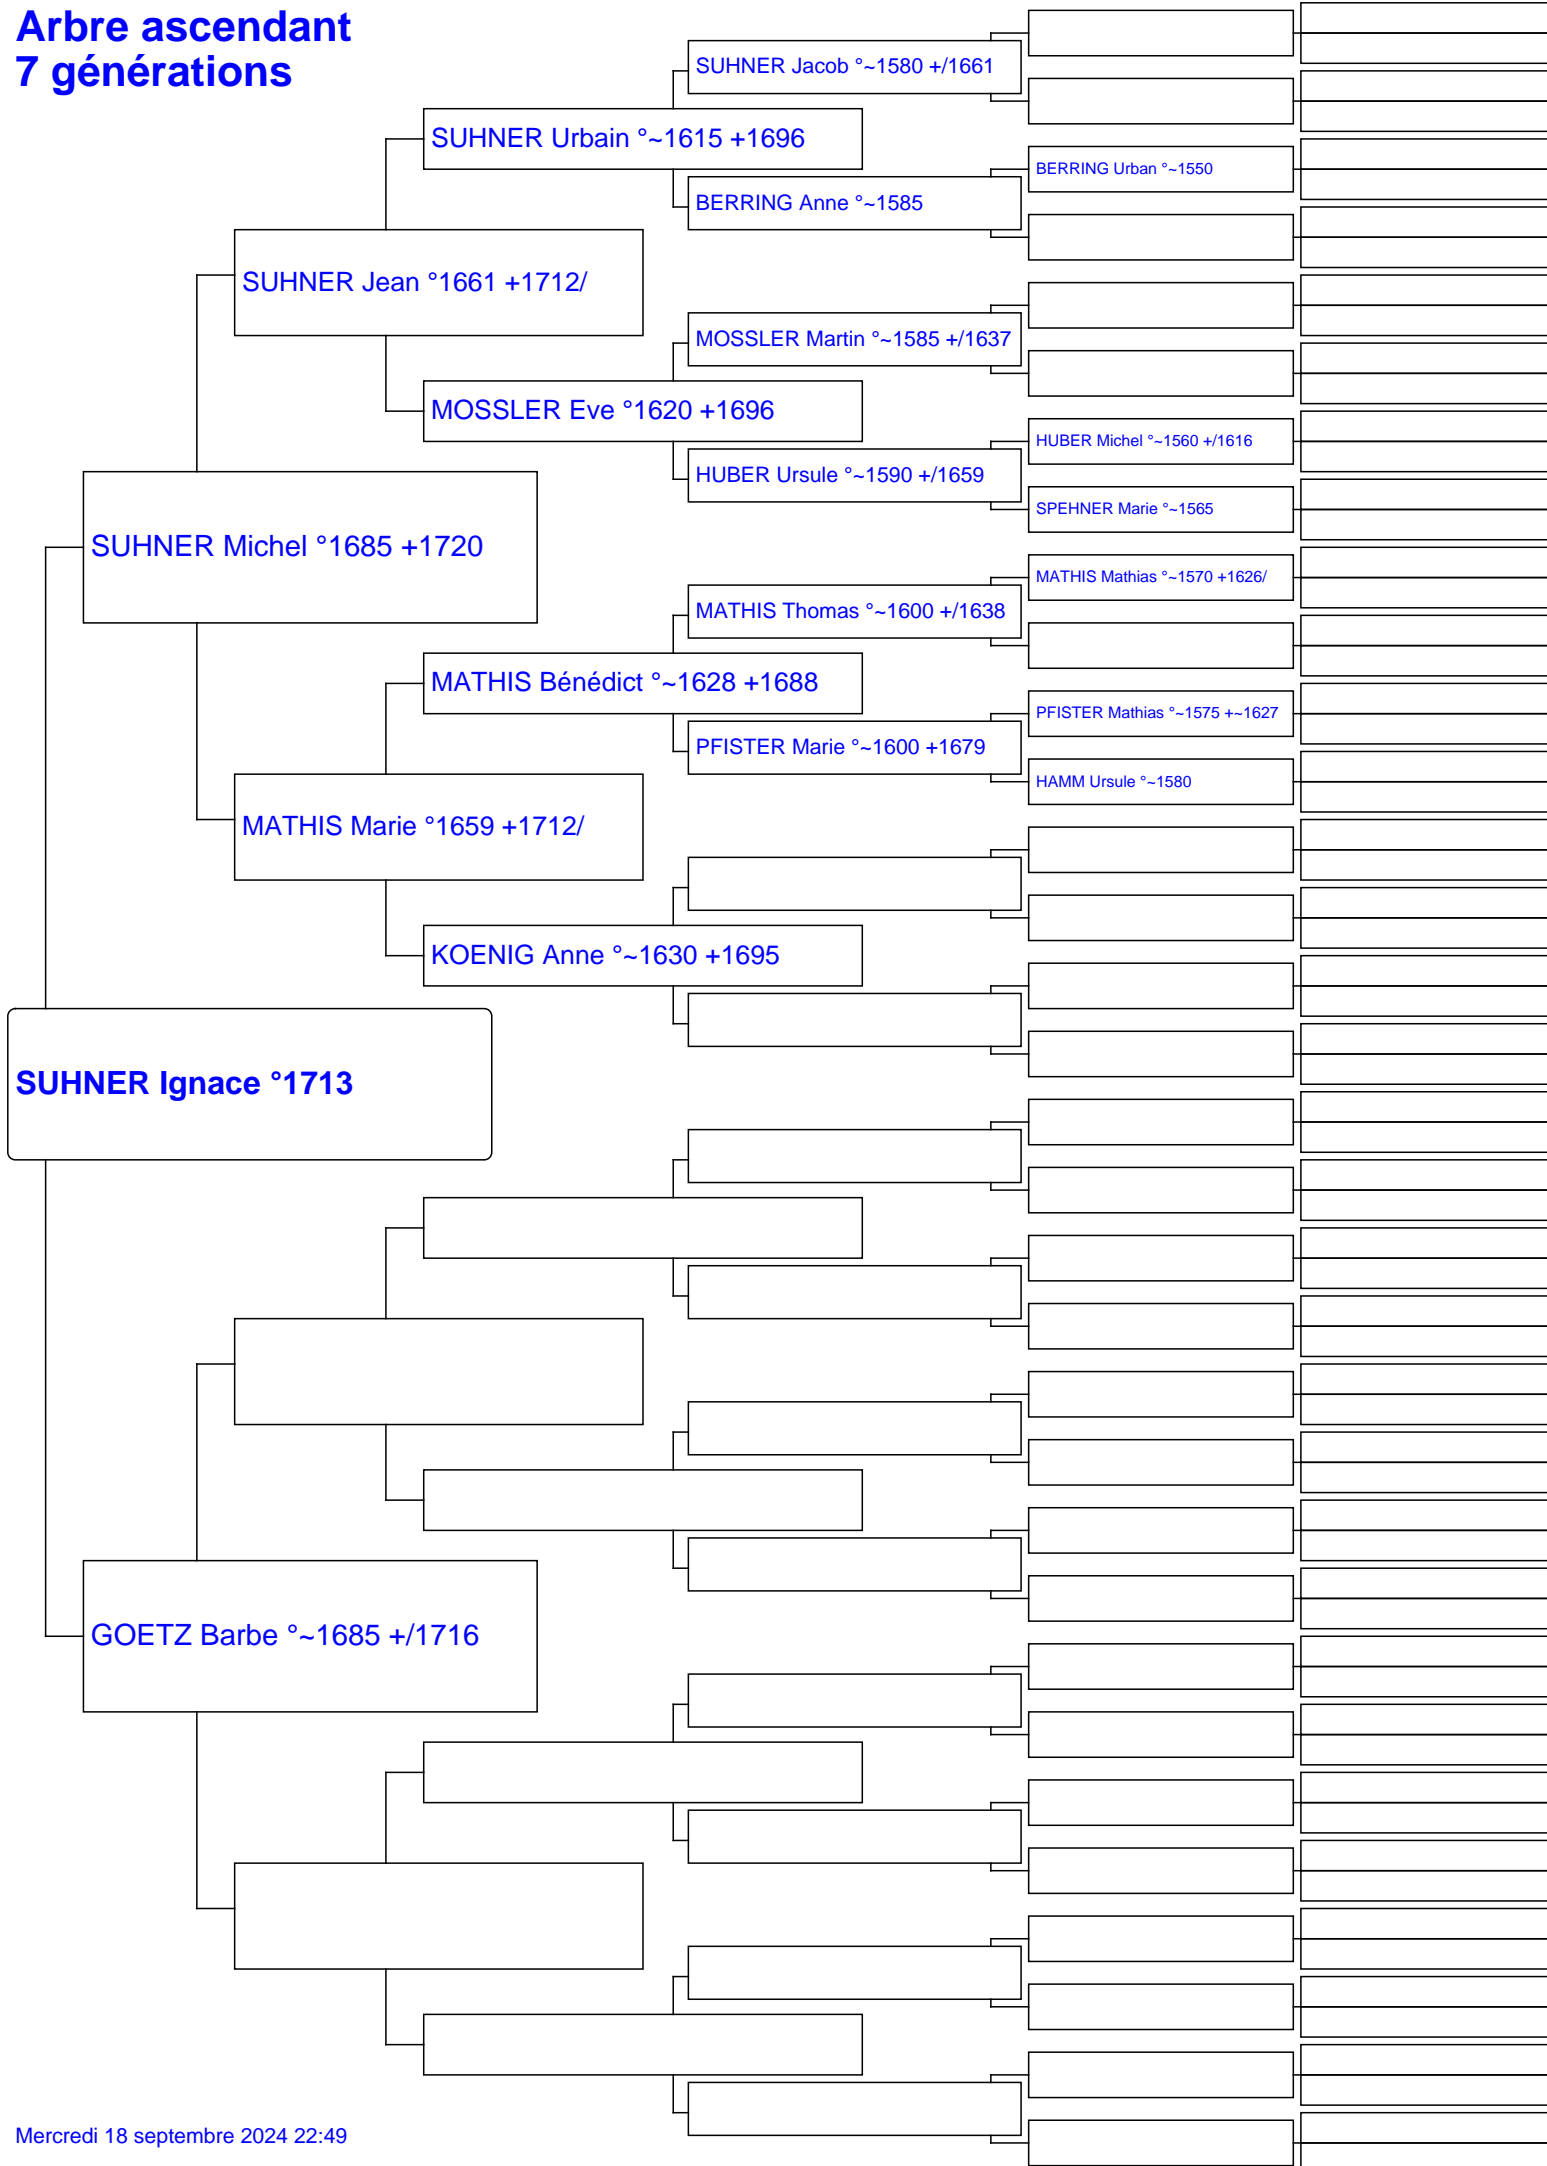 Arbre ascendant
7 générations
SUHNER Jacob °~1580 +/1661
SUHNER Urbain °~1615 +1696
BERRING Urban °~1550
BERRING Anne °~1585
SUHNER Jean °1661 +1712/
MOSSLER Martin °~1585 +/1637
MOSSLER Eve °1620 +1696
HUBER Michel °~1560 +/1616
HUBER Ursule °~1590 +/1659
SPEHNER Marie °~1565
SUHNER Michel °1685 +1720
MATHIS Mathias °~1570 +1626/
MATHIS Thomas °~1600 +/1638
MATHIS Bénédict °~1628 +1688
PFISTER Mathias °~1575 +~1627
PFISTER Marie °~1600 +1679
HAMM Ursule °~1580
MATHIS Marie °1659 +1712/
KOENIG Anne °~1630 +1695
SUHNER Ignace °1713
GOETZ Barbe °~1685 +/1716
Mercredi 18 septembre 2024 22:49